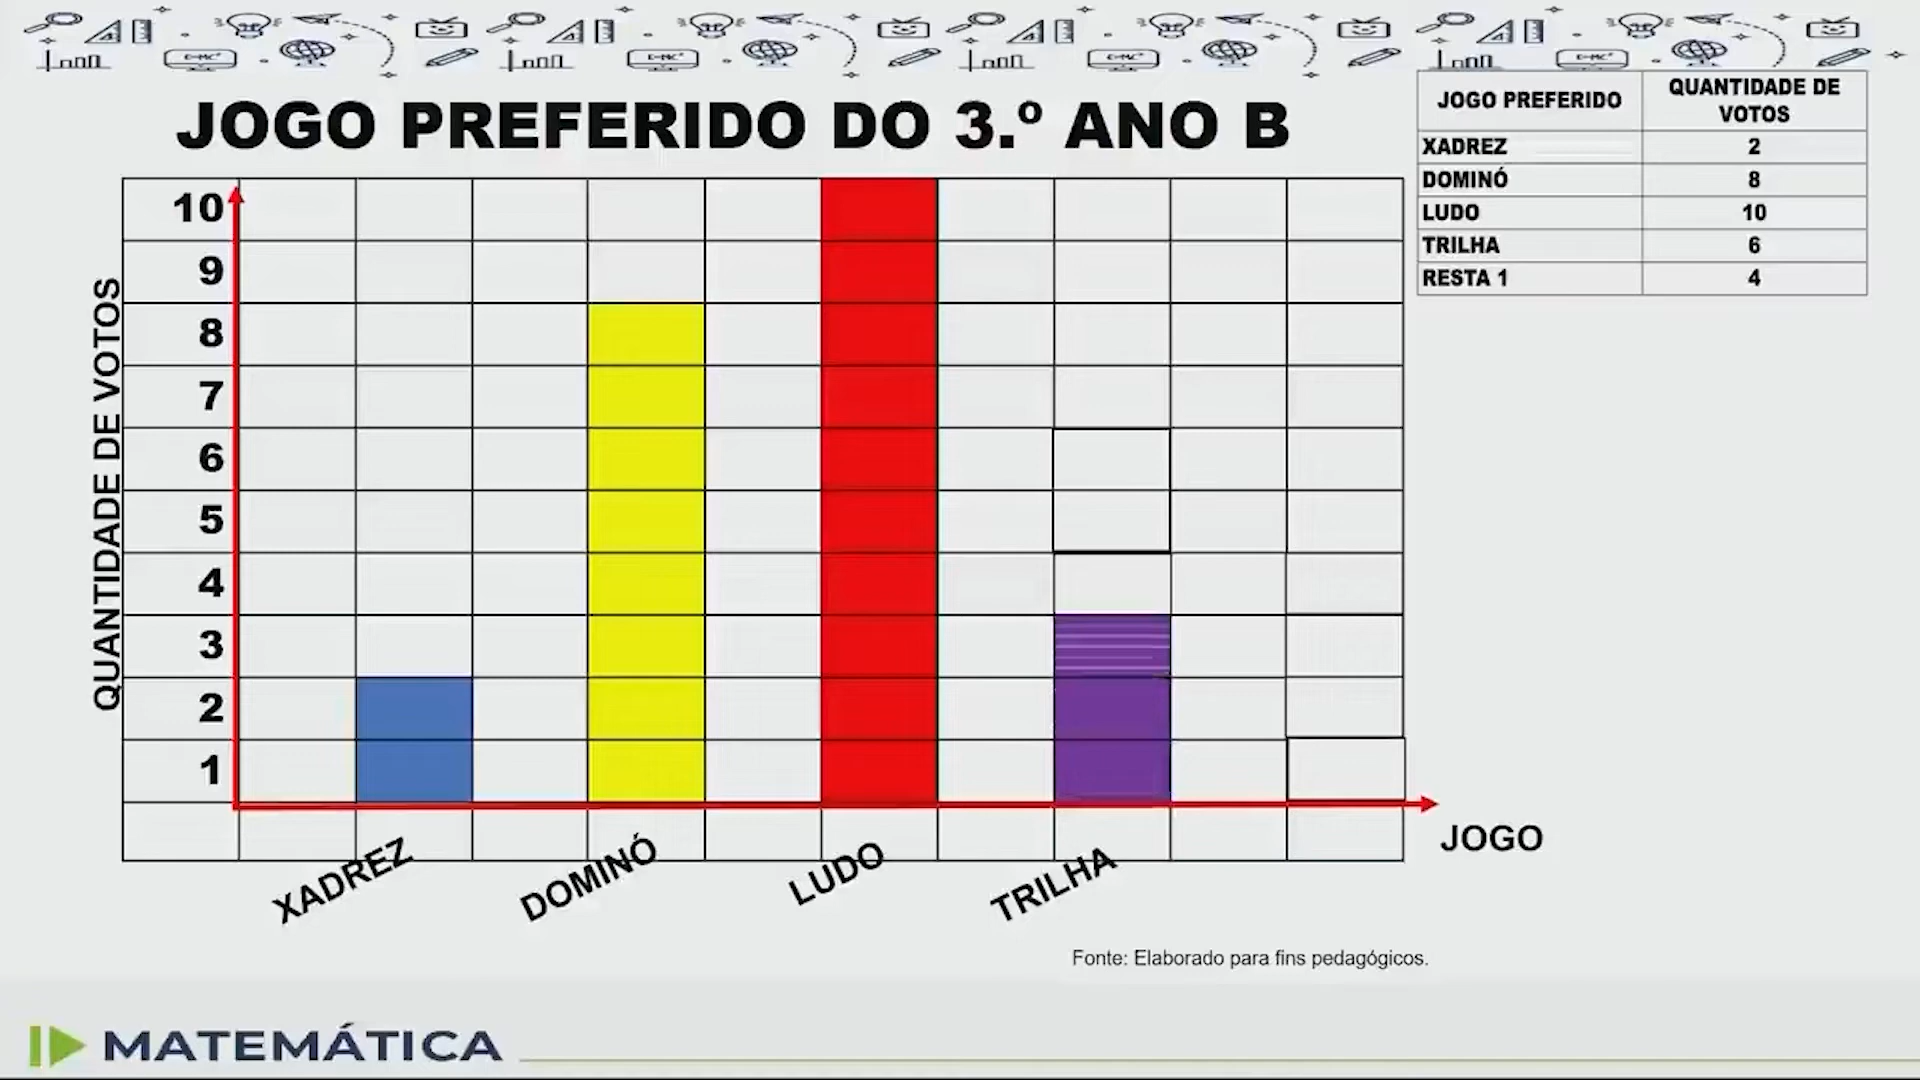 JOGO PREFERIDO DO 3.º ANO B
JOGO PREFERIDO
QUANTIDADE DE
VOTOS
XADREZ 2
DOMINÓ 8
LUDO 10
TRILHA 6
RESTA 1 4
QUANTIDADE DE VOTOS
10
9
8
7
6
5
4
3
2
1
JOGO
XADREZ
DOMINÓ
LUDO
TRILHA
Fonte: Elaborado para fins pedagógicos.
MATEMÁTICA